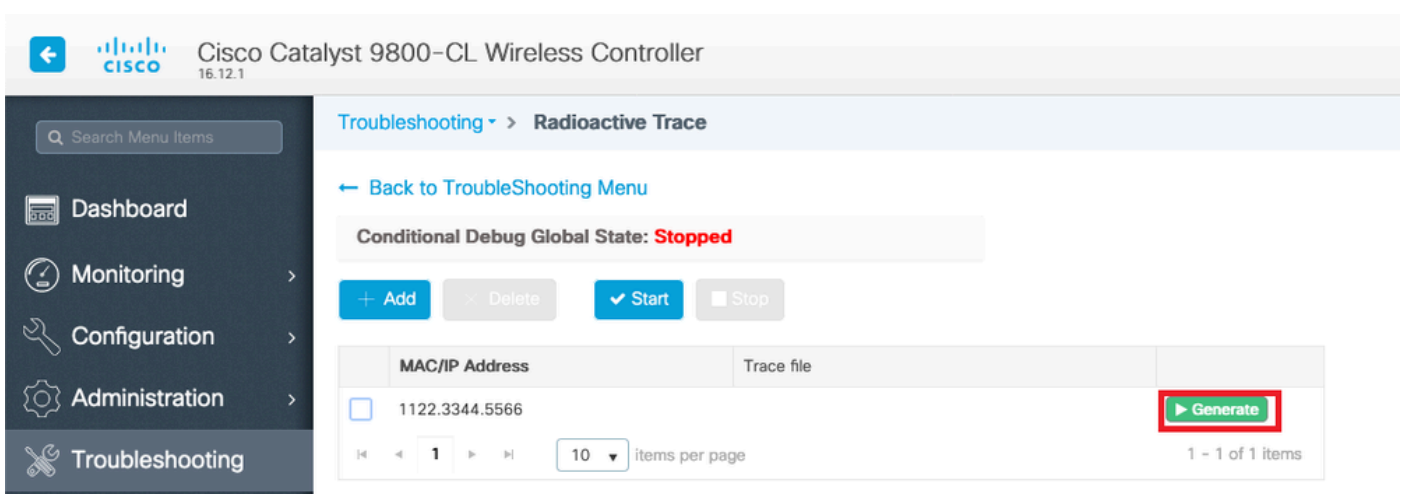 CISCO
Cisco Catalyst 9800-CL Wireless Controller
16.12.1
Search Menu Items
Dashboard
Monitoring
Configuration
Administration
Troubleshooting
Troubleshooting > Radioactive Trace
← Back to TroubleShooting Menu
Conditional Debug Global State: Stopped
+ Add × Delete ✔ Start Stop
MAC/IP Address Trace file
1122.3344.5566 Generate
1 10 items per page 1 - 1 of 1 items